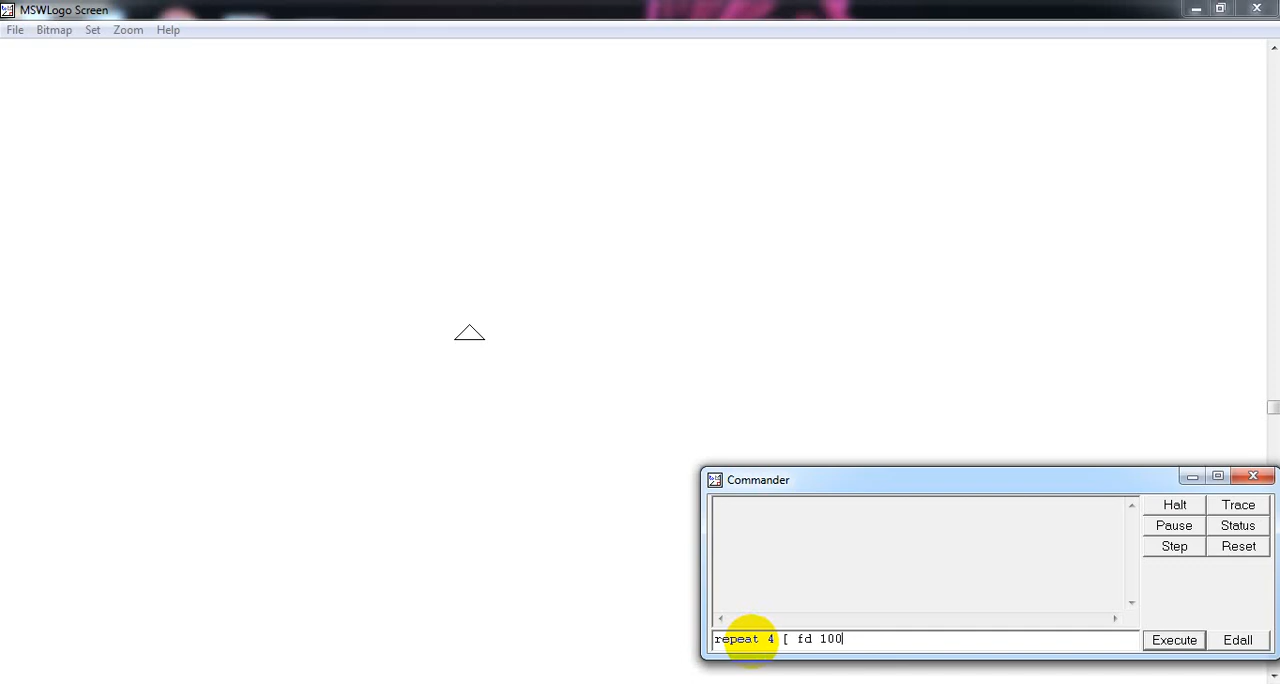 MSWLogo Screen
File Bitmap Set Zoom Help
Commander
Halt Trace
Pause Status
Step Reset
repeat 4 [ fd 100
Execute Edall